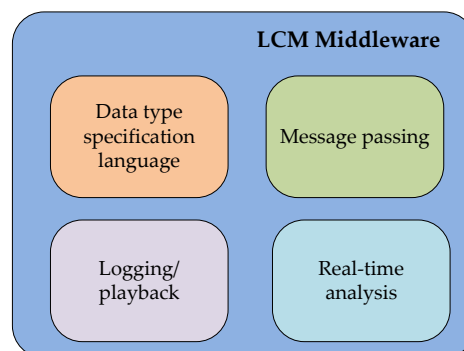 LCM Middleware
Data type
specification
language
Message passing
Logging/
playback
Real-time
analysis